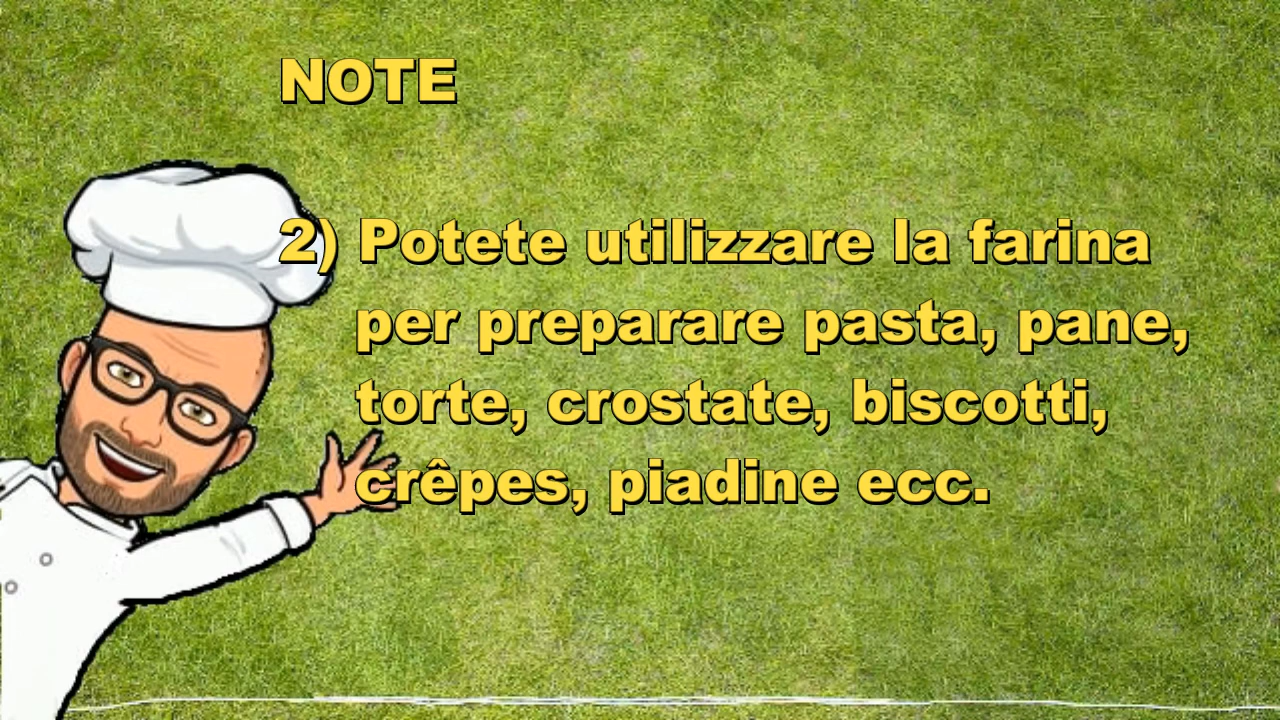 NOTE
2) Potete utilizzare la farina
per preparare pasta, pane,
torte, crostate, biscotti,
crêpes, piadine ecc.